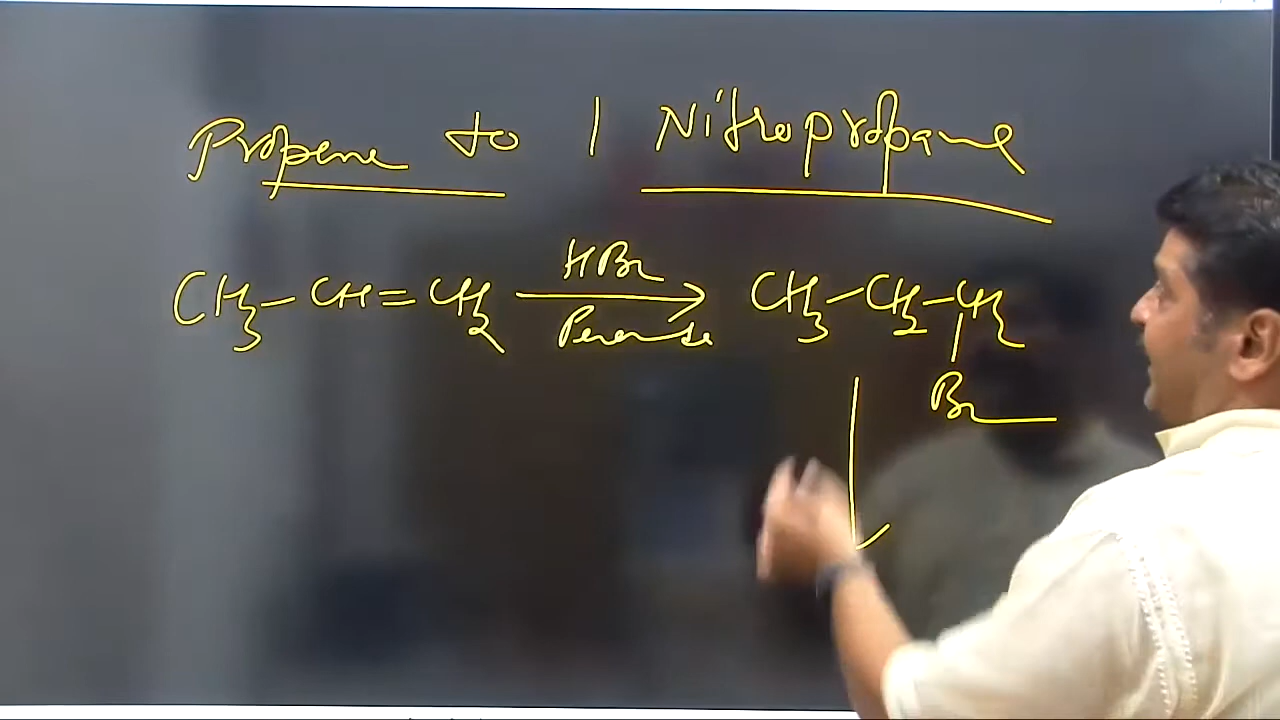 Propene to 1 Nitropropane
CH3-CH=CH2 HBr Peroxide CH3-CH2-CH2
Br